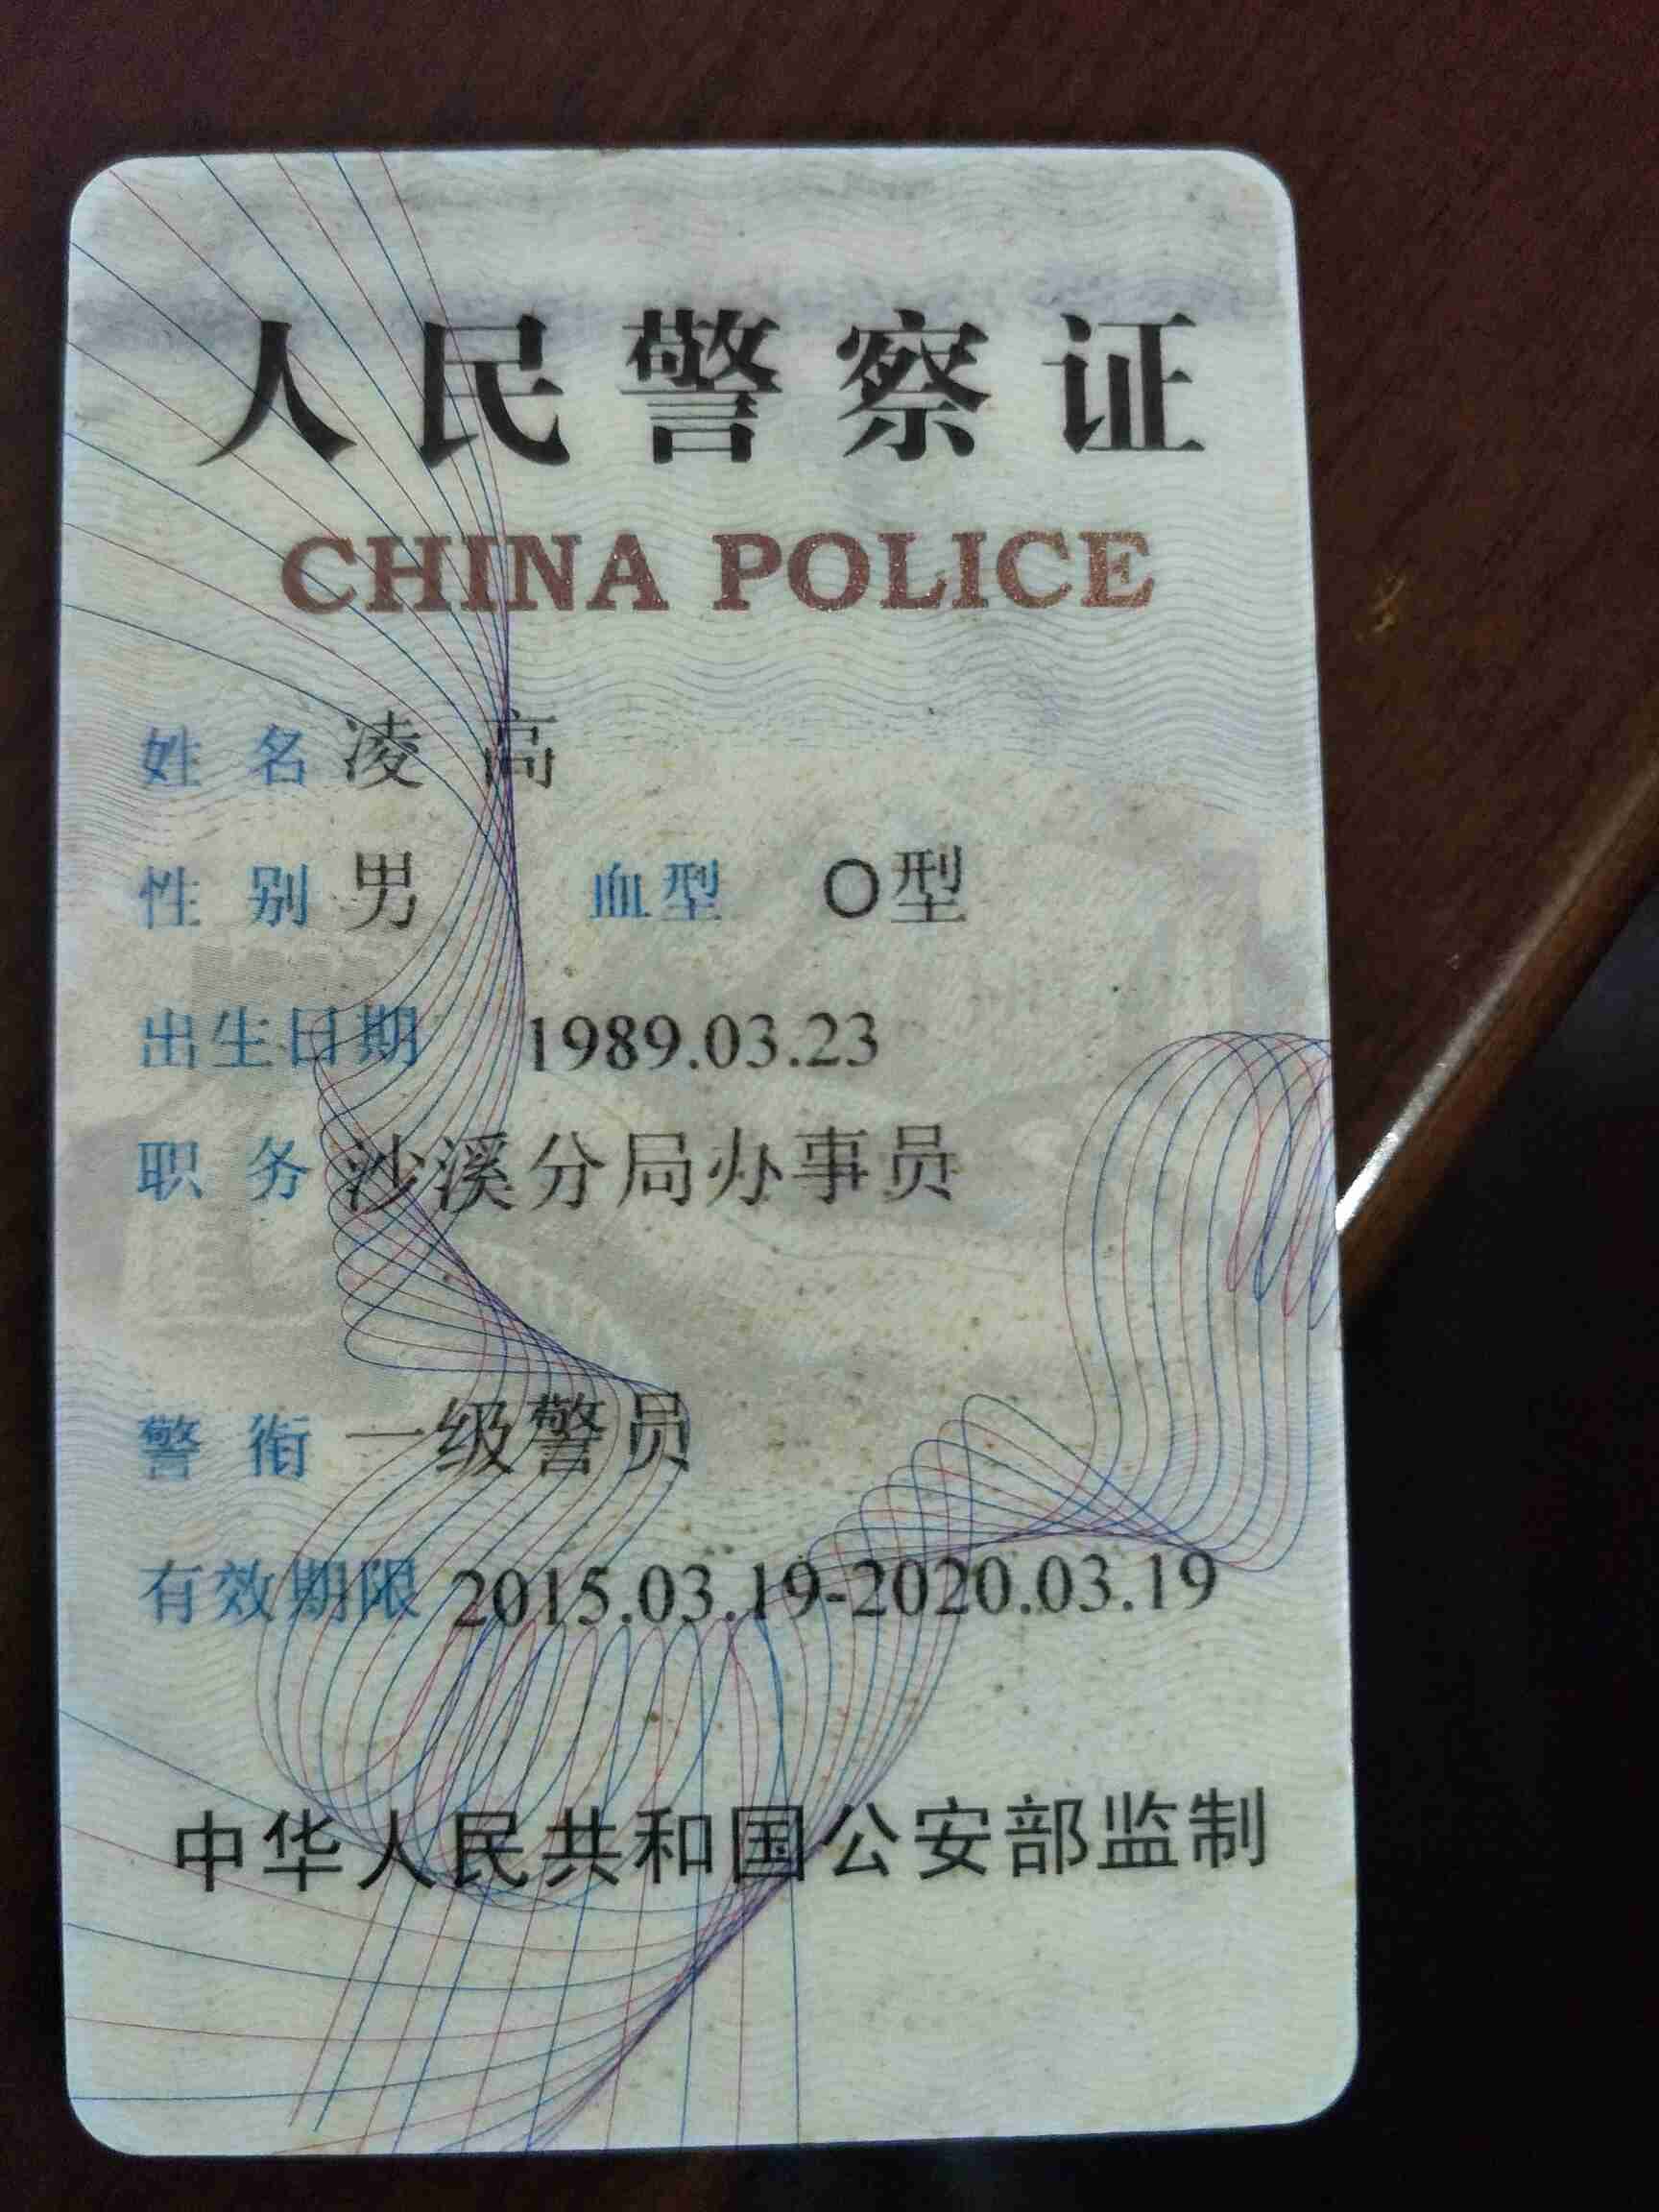 人民警察证
CHINA POLICE
姓名 凌高
性别 男 血型 O型
出生日期 1989.03.23
职务 沙溪分局办事员
警衔 一级警员
有效期限 2015.03.19-2020.03.19
中华人民共和国公安部监制